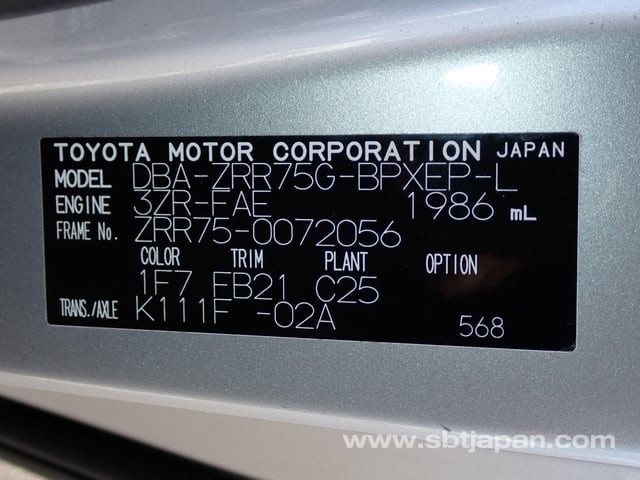 TOYOTA MOTOR CORPORATION JAPAN
MODEL DBA-ZRR75G-BPXEP-L
ENGINE 3ZR-FAE 1986 mL
FRAME No. ZRR75-0072056
COLOR TRIM PLANT OPTION
1F7 FB21 C25
TRANS./AXLE K111F -02A
568
www.sbtjapan.com